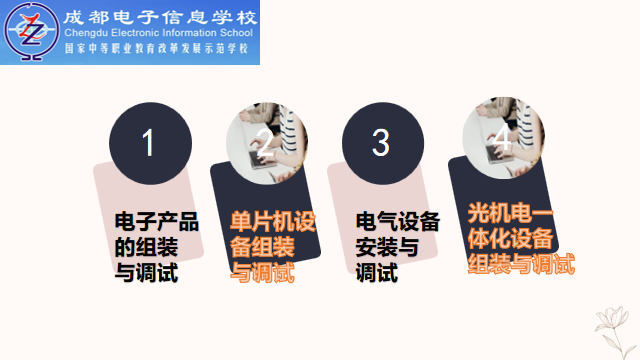 成都电子信息学校
Chengdu Electronic Information School
国家中等职业教育改革发展示范学校
1
2
3
4
电子产品
的组装
与调试
单片机设
备组装
与调试
电气设备
安装与
调试
光机电一
体化设备
组装与调试